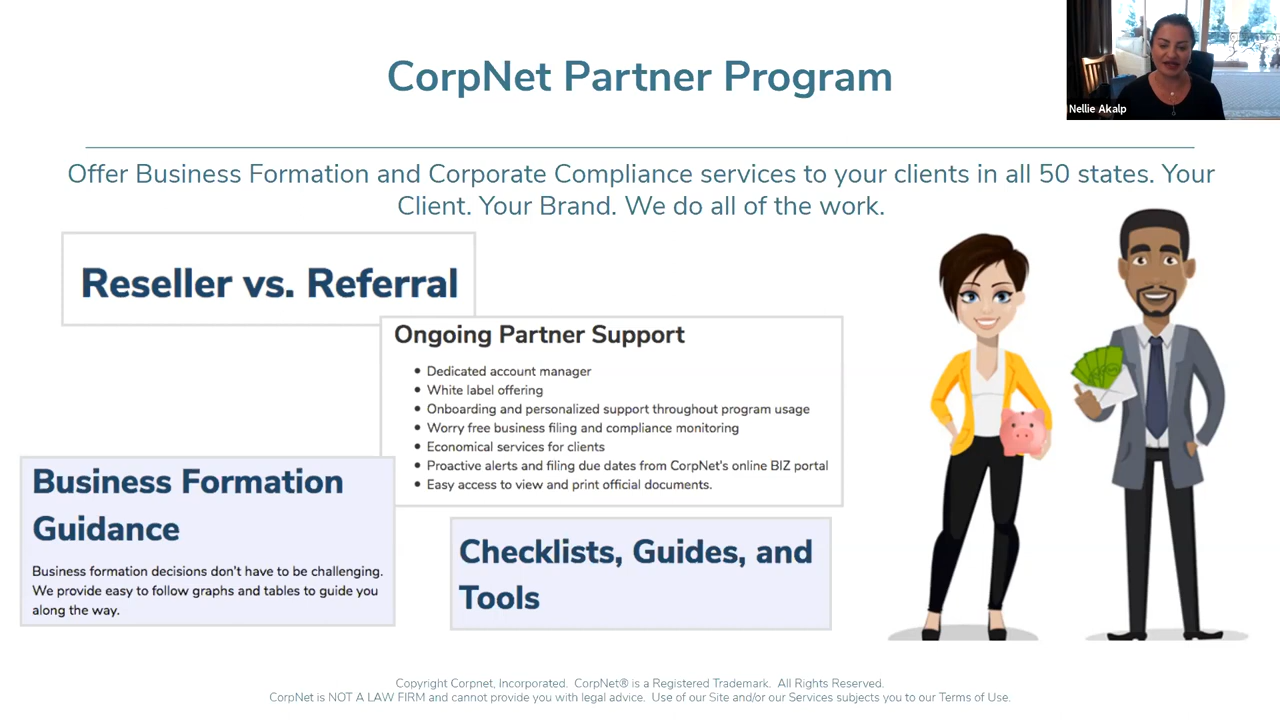 CorpNet Partner Program
Nellie Akalp
Offer Business Formation and Corporate Compliance services to your clients in all 50 states. Your
Client. Your Brand. We do all of the work.
Reseller vs. Referral
Ongoing Partner Support
• Dedicated account manager
• White label offering
• Onboarding and personalized support throughout program usage
• Worry free business filing and compliance monitoring
• Economical services for clients
• Proactive alerts and filing due dates from CorpNet's online BIZ portal
• Easy access to view and print official documents.
Business Formation
Guidance
Business formation decisions don't have to be challenging.
We provide easy to follow graphs and tables to guide you
along the way.
Checklists, Guides, and
Tools
Copyright Corpnet, Incorporated. CorpNet® is a Registered Trademark. All Rights Reserved.
CorpNet is NOT A LAW FIRM and cannot provide you with legal advice. Use of our Site and/or our Services subjects you to our Terms of Use.